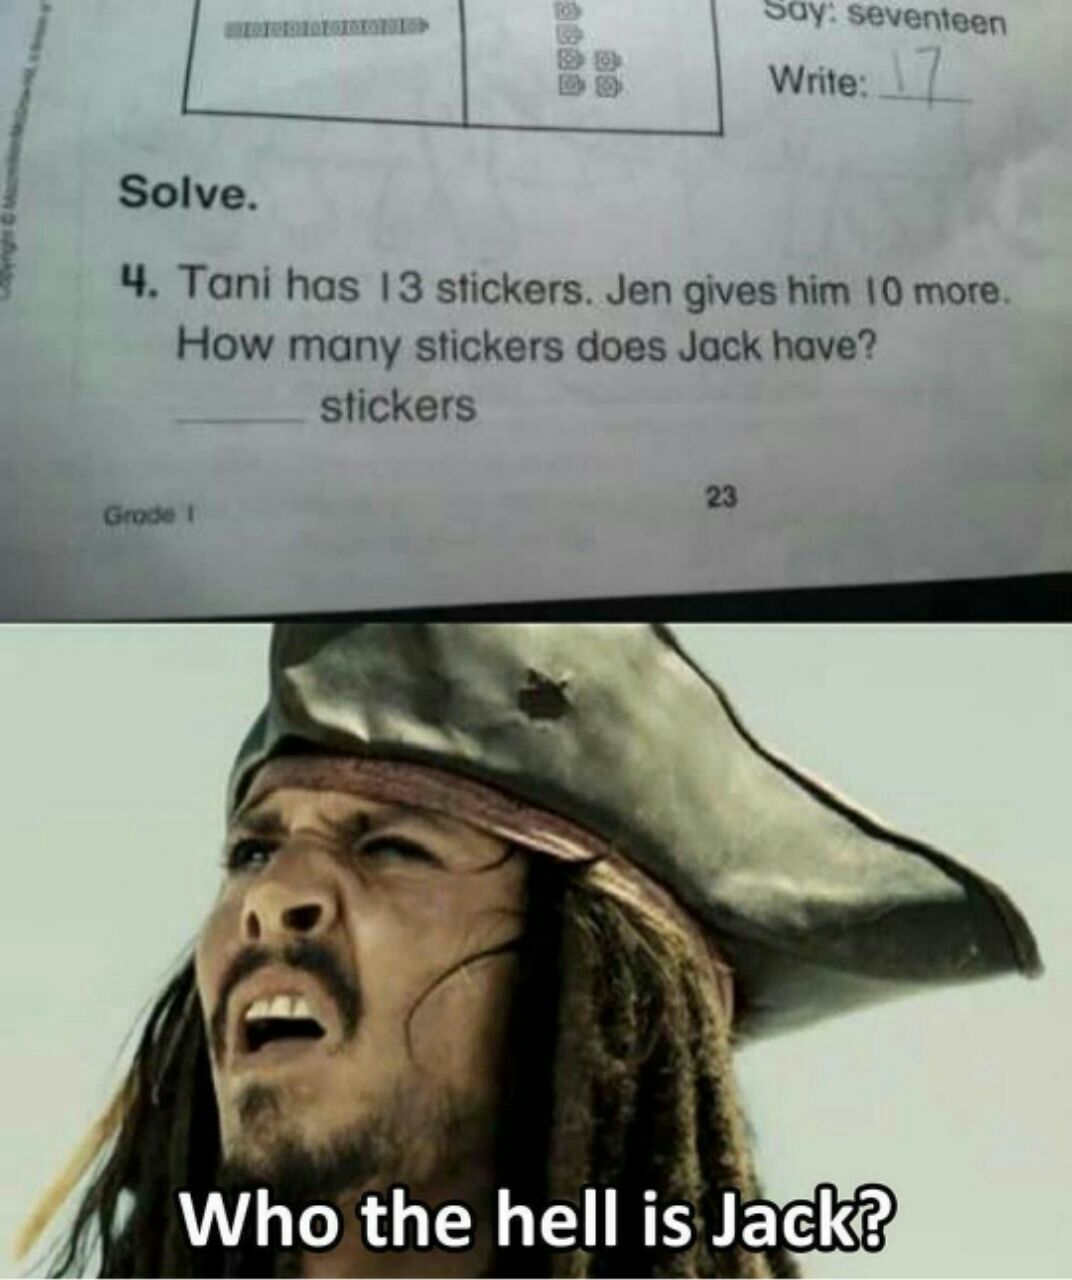 Say: seventeen
Write: 17
Solve.
4. Tani has 13 stickers. Jen gives him 10 more.
How many stickers does Jack have?
______ stickers
23
Grade 1
Who the hell is Jack?